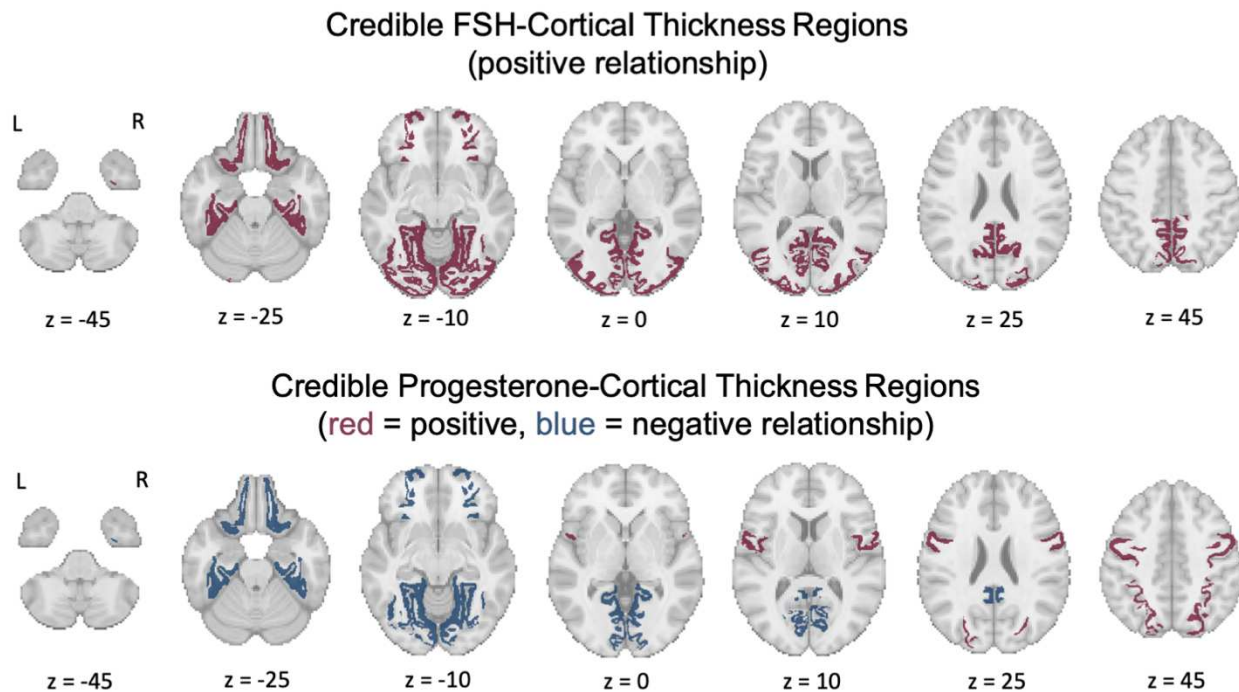 Credible FSH-Cortical Thickness Regions
(positive relationship)
L R
z = -45 z = -25 z = -10 z = 0 z = 10 z = 25 z = 45
Credible Progesterone-Cortical Thickness Regions
(red = positive, blue = negative relationship)
L R
z = -45 z = -25 z = -10 z = 0 z = 10 z = 25 z = 45